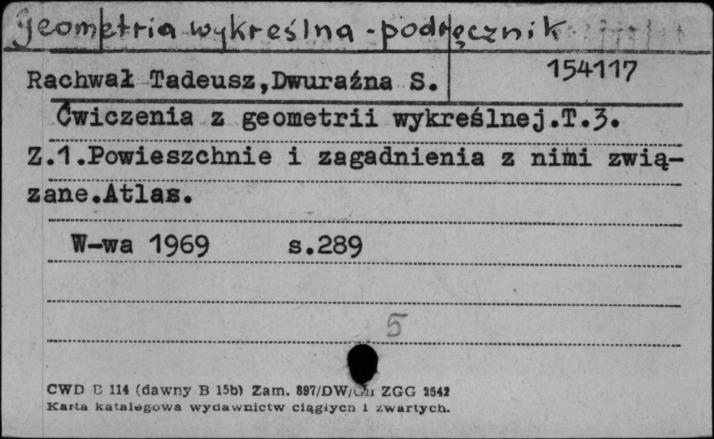 Geometria wykreślna - podręcznik
Rachwał Tadeusz,Dwuraźna S.
154117
Ćwiczenia z geometrii wykreślnej.T.3.
Z.1.Powieszchnie i zagadnienia z nimi zwią-
zane.Atlas.
W-wa 1969 s.289
5
CWD E 114 (dawny B 15b) Zam. 897/DW/ ZGG 2542
Karta katalogowa wydawnictw ciągłych i zwartych.